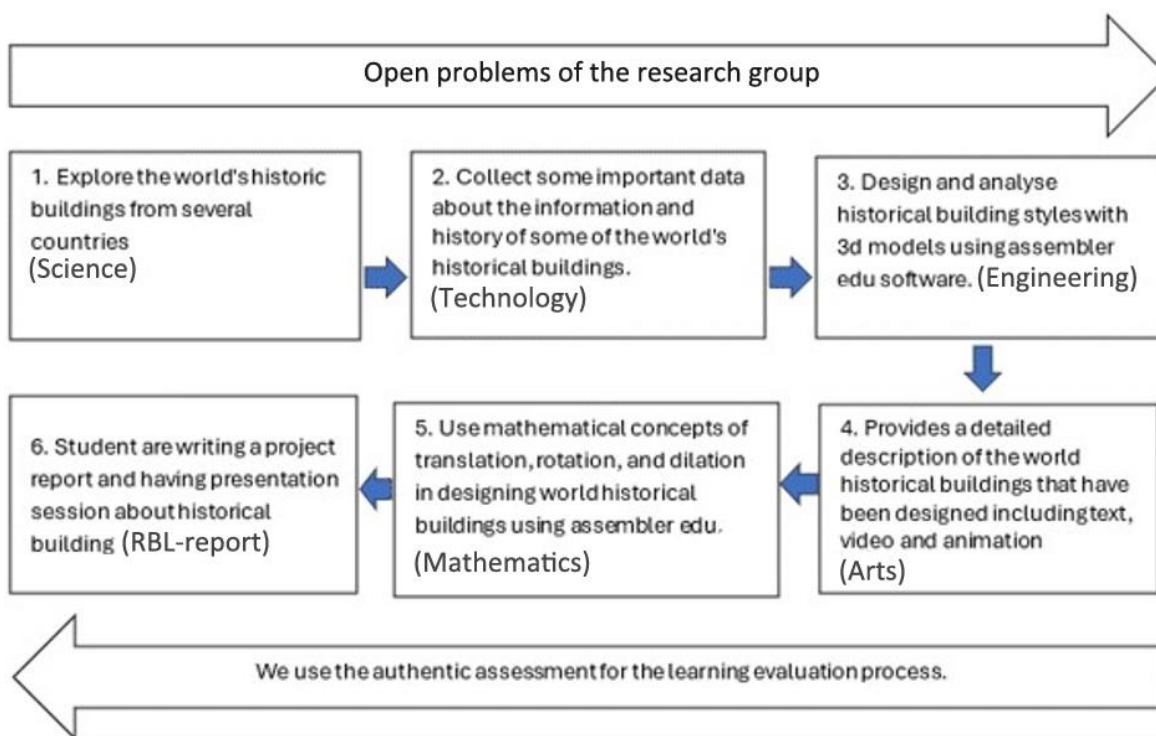 Open problems of the research group
1. Explore the world's historic
buildings from several
countries
(Science)
2. Collect some important data
about the information and
history of some of the world's
historical buildings.
(Technology)
3. Design and analyse
historical building styles with
3d models using assembler
edu software. (Engineering)
4. Provides a detailed
description of the world
historical buildings that have
been designed including text,
video and animation
(Arts)
5. Use mathematical concepts of
translation, rotation, and dilation
in designing world historical
buildings using assembler edu.
(Mathematics)
6. Student are writing a project
report and having presentation
session about historical
building (RBL-report)
We use the authentic assessment for the learning evaluation process.